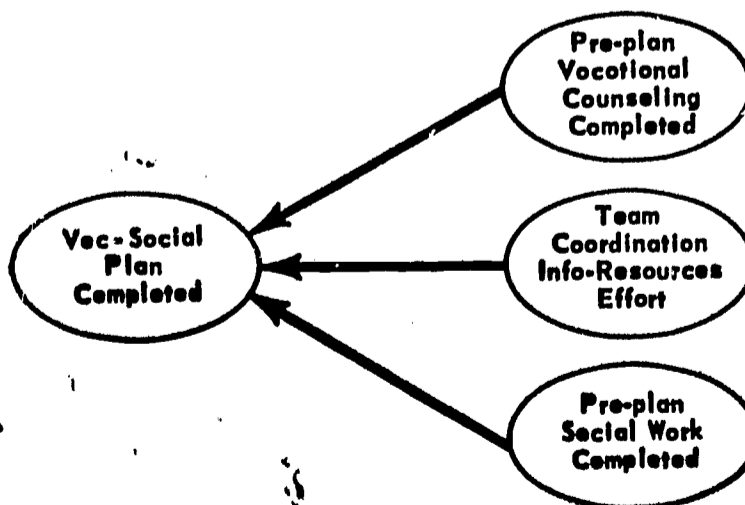 Pre-plan
Vocotional
Counseling
Completed
Vec-Social
Plan
Completed
Team
Coordination
Info-Resources
Effort
Pre-plan
Social Work
Completed